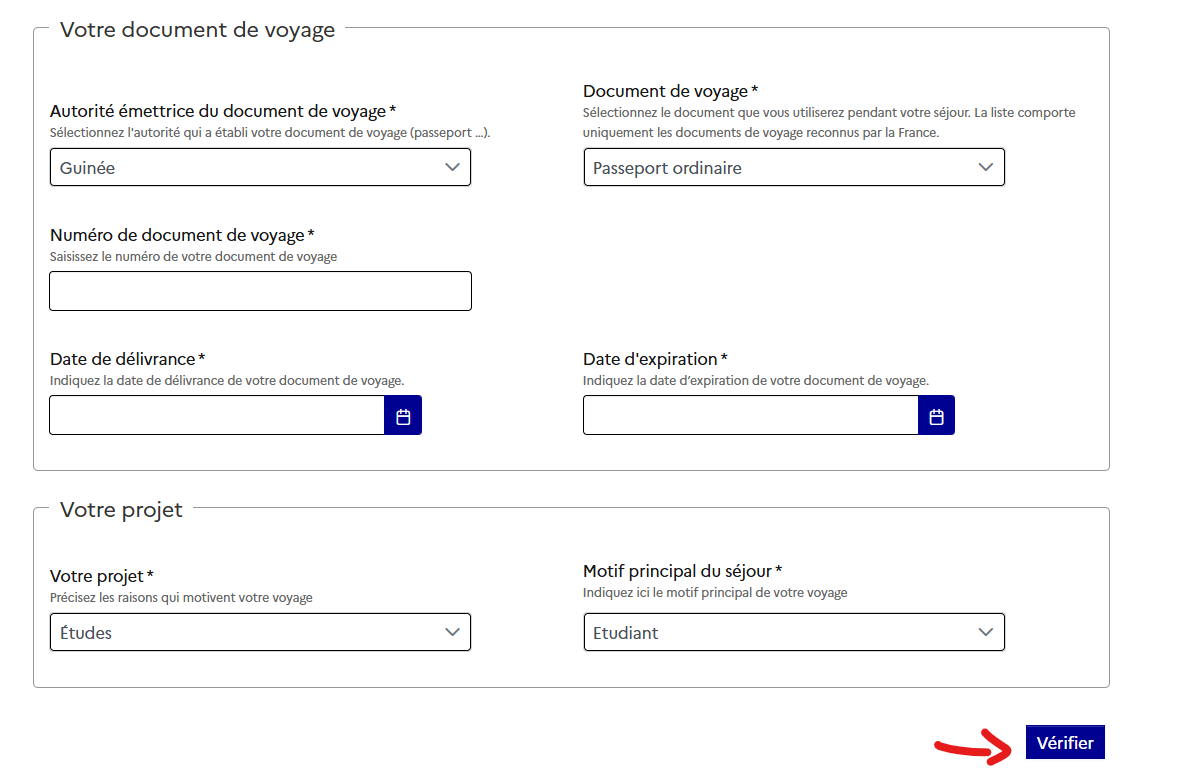 Votre document de voyage
Autorité émettrice du document de voyage *
Sélectionnez l'autorité qui a établi votre document de voyage (passeport ...).
Guinée
Document de voyage *
Sélectionnez le document que vous utiliserez pendant votre séjour. La liste comporte
uniquement les documents de voyage reconnus par la France.
Passeport ordinaire
Numéro de document de voyage *
Saisissez le numéro de votre document de voyage
Date de délivrance *
Indiquez la date de délivrance de votre document de voyage.
Date d'expiration *
Indiquez la date d'expiration de votre document de voyage.
Votre projet
Votre projet *
Précisez les raisons qui motivent votre voyage
Études
Motif principal du séjour *
Indiquez ici le motif principal de votre voyage
Etudiant
Vérifier